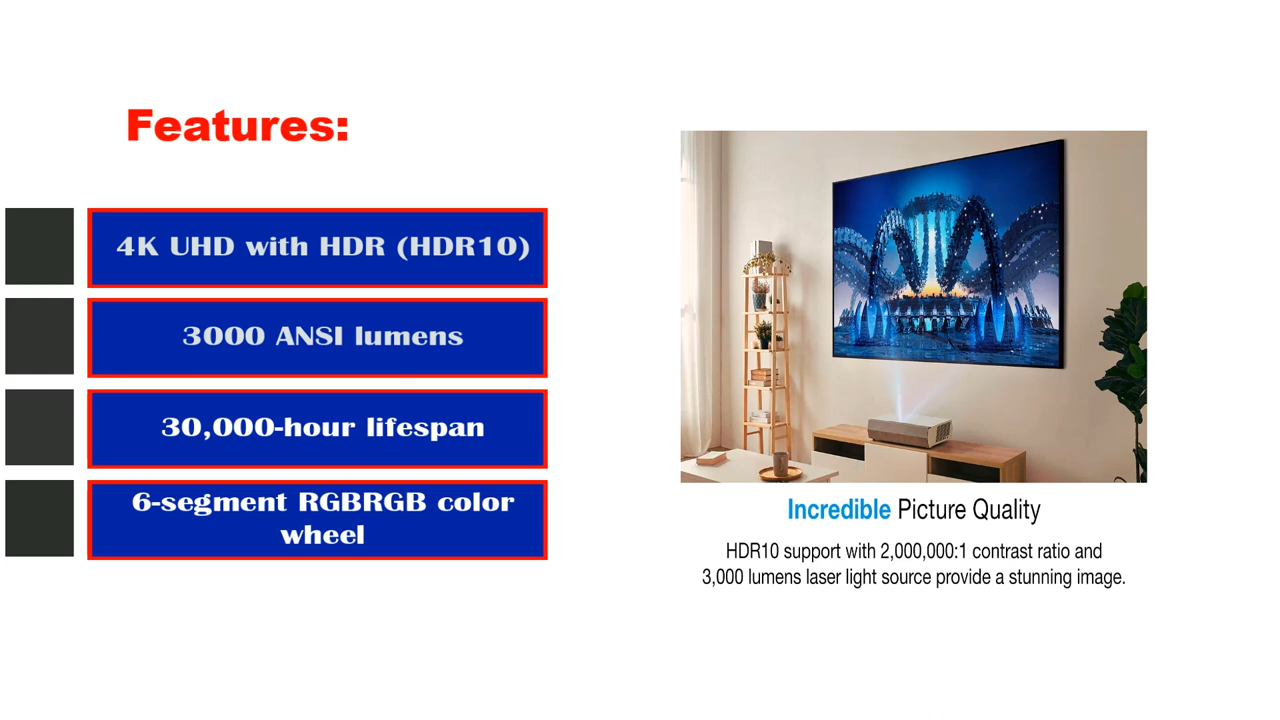 Features:
4K UHD with HDR (HDR10)
3000 ANSI lumens
30,000-hour lifespan
6-segment RGBRGB color
wheel
Incredible Picture Quality
HDR10 support with 2,000,000:1 contrast ratio and
3,000 lumens laser light source provide a stunning image.